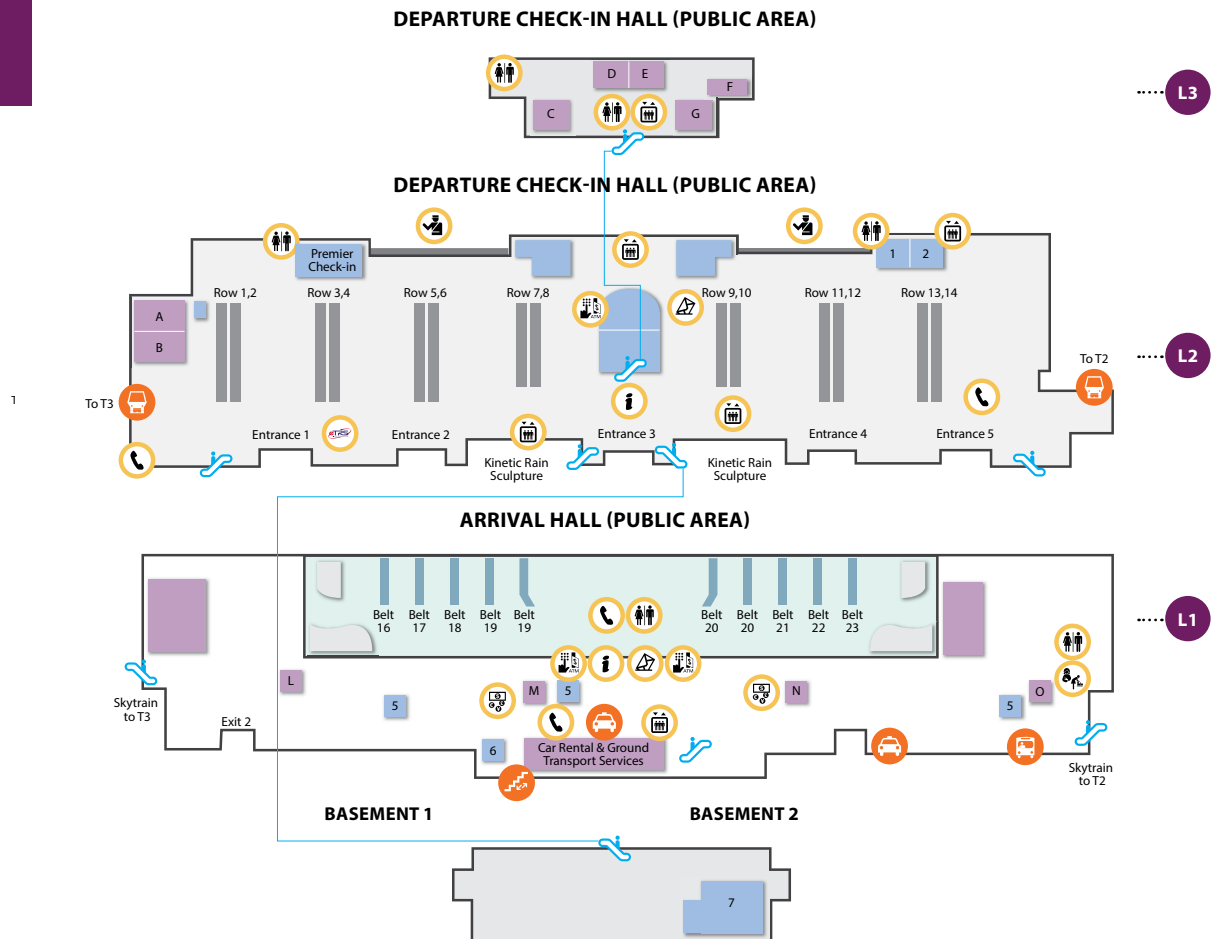 DEPARTURE CHECK-IN HALL (PUBLIC AREA)
D
E
F
C
G
L3
DEPARTURE CHECK-IN HALL (PUBLIC AREA)
Premier
Check-in
1
2
Row 1,2
Row 3,4
Row 5,6
Row 7,8
Row 9,10
Row 11,12
Row 13,14
ATM
A
B
L2
To T3
To T2
Entrance 1
Entrance 2
Entrance 3
Entrance 4
Entrance 5
Kinetic Rain
Sculpture
Kinetic Rain
Sculpture
ARRIVAL HALL (PUBLIC AREA)
Belt
16
Belt
17
Belt
18
Belt
19
Belt
19
Belt
20
Belt
20
Belt
21
Belt
22
Belt
23
L1
ATM
ATM
L
M
5
N
O
5
5
Skytrain
to T3
Exit 2
6
Car Rental & Ground
Transport Services
Skytrain
to T2
BASEMENT 1
BASEMENT 2
7